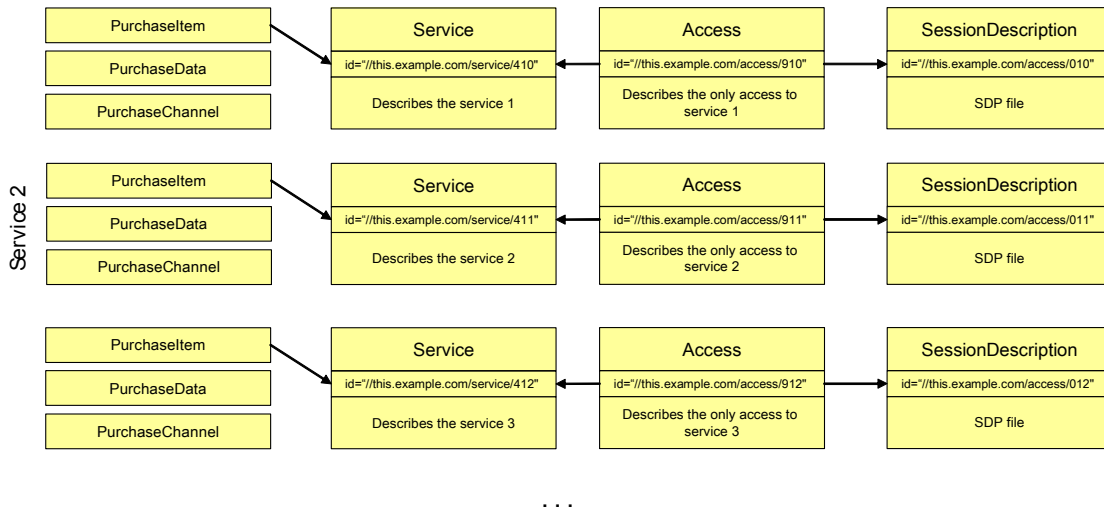 PurchaseItem
PurchaseData
PurchaseChannel
Service
id="//this.example.com/service/410"
Describes the service 1
Access
id="//this.example.com/access/910"
Describes the only access to
service 1
SessionDescription
id="//this.example.com/access/010"
SDP file
Service 2
PurchaseItem
PurchaseData
PurchaseChannel
Service
id="//this.example.com/service/411"
Describes the service 2
Access
id="//this.example.com/access/911"
Describes the only access to
service 2
SessionDescription
id="//this.example.com/access/011"
SDP file
PurchaseItem
PurchaseData
PurchaseChannel
Service
id="//this.example.com/service/412"
Describes the service 3
Access
id="//this.example.com/access/912"
Describes the only access to
service 3
SessionDescription
id="//this.example.com/access/012"
SDP file
...